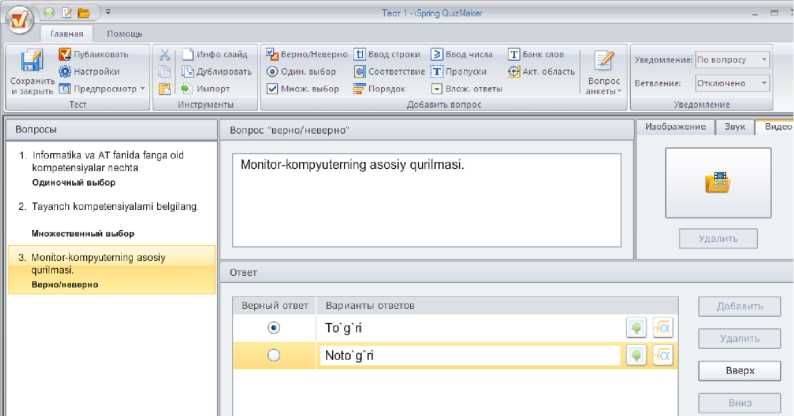 Тест 1 - iSpring QuizMaker
Главная Помощь
Сохранить и закрыть
Публиковать
Настройки
Предпросмотр
Тест
Инфо слайд
Дублировать
Импорт
Инструменты
Верно/Неверно Ввод строки Ввод числа Банк слов
Один. выбор Соответствие Пропуски Акт. область
Множ. выбор Порядок Влож. ответы
Вопрос анкеты
Добавить вопрос
Уведомление: По вопросу
Ветвление: Отключено
Уведомление
Вопросы
1. Informatika va AT fanida fanga oid
kompetensiyalar nechta
Одиночный выбор
2. Tayanch kompetensiyalarni belgilang
Множественный выбор
3. Monitor-kompyuterning asosiy
qurilmasi.
Верно/неверно
Вопрос "верно/неверно"
Monitor-kompyuterning asosiy qurilmasi.
Изображение Звук Видео
Удалить
Ответ
Верный ответ Варианты ответов
To`g`ri
Noto`g`ri
Добавить
Удалить
Вверх
Вниз